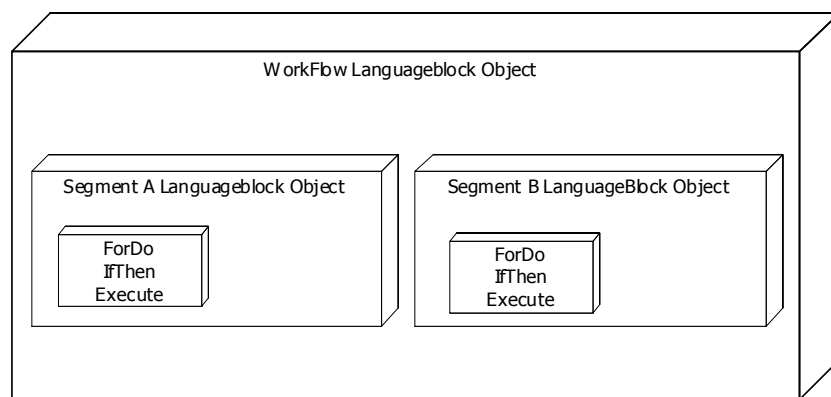 WorkFlow Languageblock Object
Segment A Languageblock Object
Segment B LanguageBlock Object
ForDo
IfThen
Execute
ForDo
IfThen
Execute